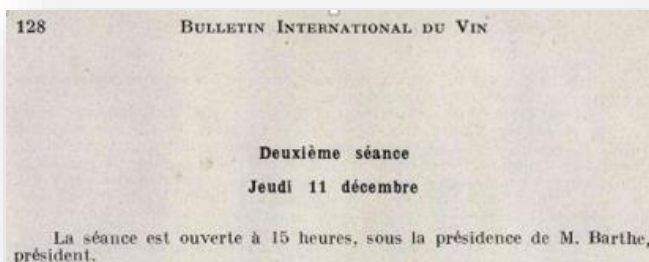 128 BULLETIN INTERNATIONAL DU VIN
Deuxième séance
Jeudi 11 décembre
La séance est ouverte à 15 heures, sous la présidence de M. Barthe,
président.